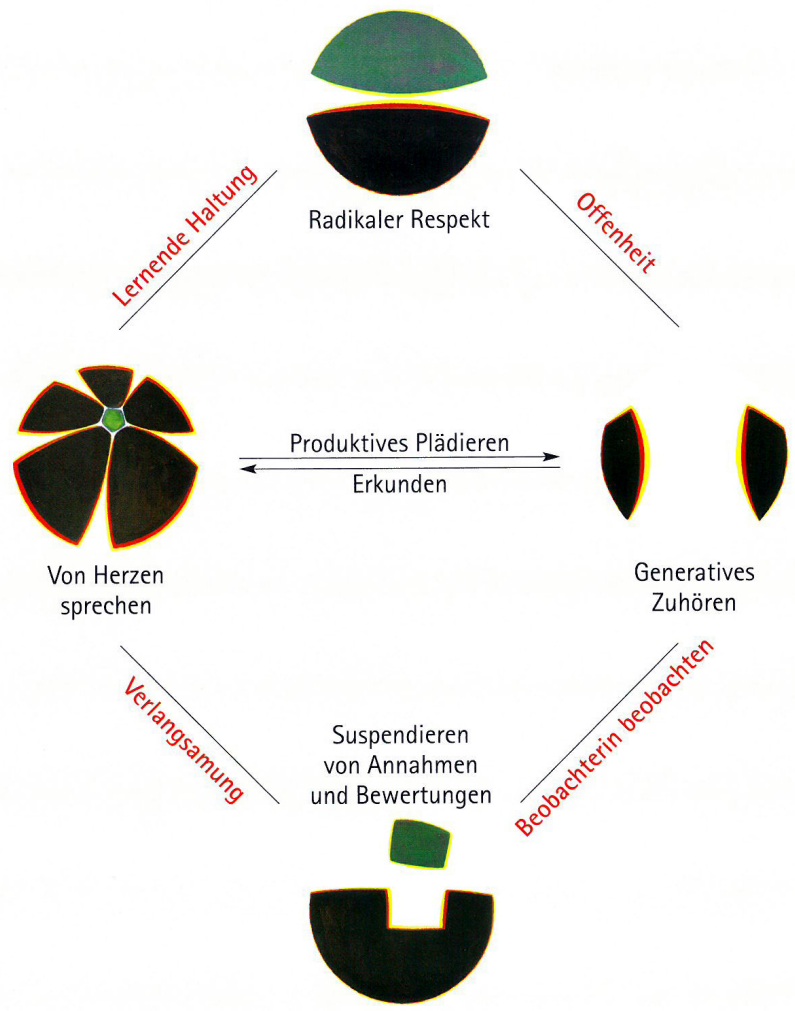 Radikaler Respekt
Lernende Haltung
Offenheit
Produktives Plädieren
Erkunden
Von Herzen
sprechen
Generatives
Zuhören
Verlangsamung
Suspendieren
von Annahmen
und Bewertungen
Beobachterin beobachten